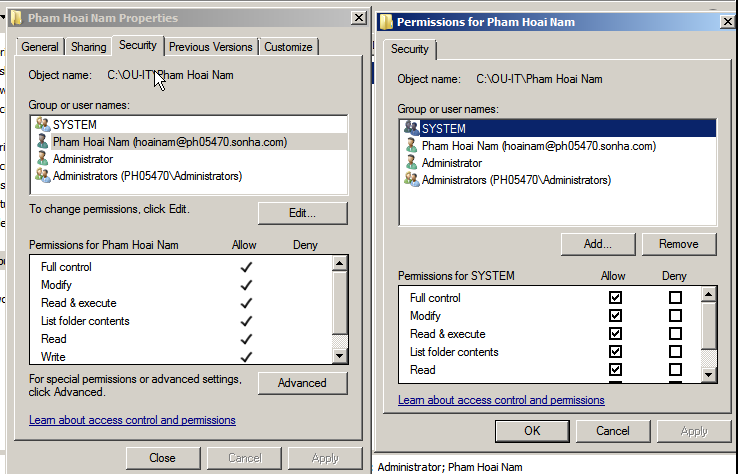 Pham Hoai Nam Properties
General Sharing Security Previous Versions Customize
Object name: C:\OU-IT\Pham Hoai Nam
Group or user names:
SYSTEM
Pham Hoai Nam (hoainam@ph05470.sonha.com)
Administrator
Administrators (PH05470\Administrators)
To change permissions, click Edit.
Edit...
Permissions for Pham Hoai Nam Allow Deny
Full control
Modify
Read & execute
List folder contents
Read
Write
For special permissions or advanced settings,
click Advanced.
Advanced
Learn about access control and permissions
Close Cancel Apply
Permissions for Pham Hoai Nam
Security
Object name: C:\OU-IT\Pham Hoai Nam
Group or user names:
SYSTEM
Pham Hoai Nam (hoainam@ph05470.sonha.com)
Administrator
Administrators (PH05470\Administrators)
Add... Remove
Permissions for SYSTEM Allow Deny
Full control
Modify
Read & execute
List folder contents
Read
Learn about access control and permissions
OK Cancel Apply
: Administrator; Pham Hoai Nam